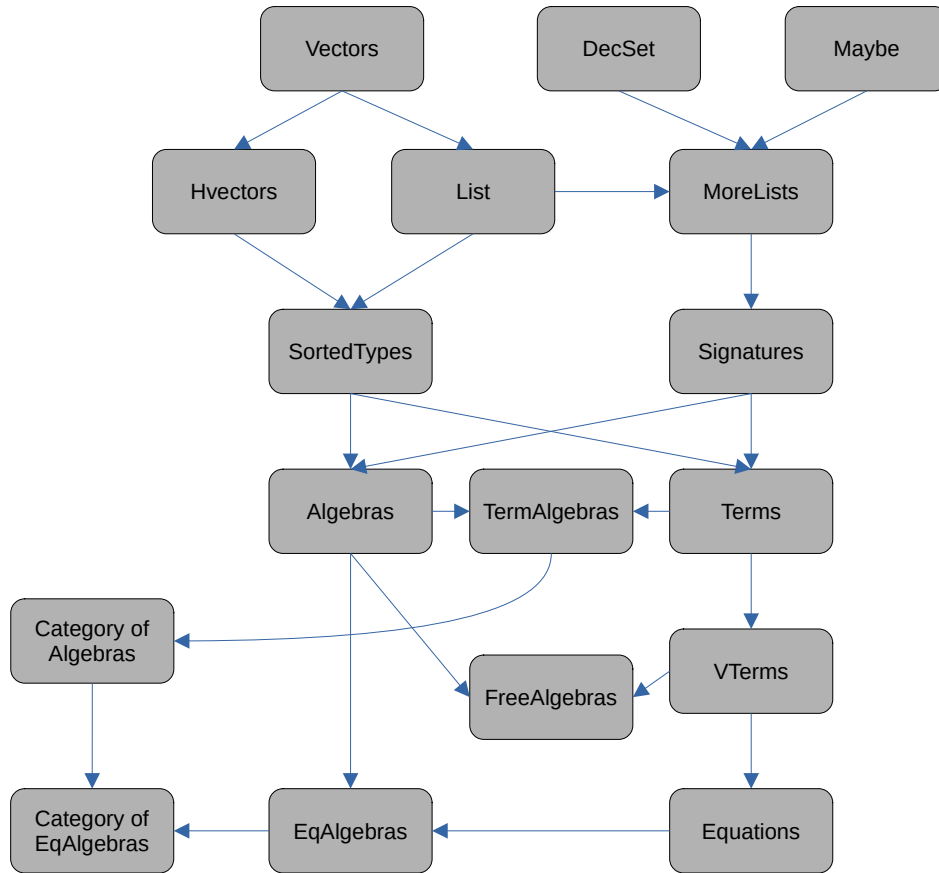 Vectors
DecSet
Maybe
Hvectors
List
MoreLists
SortedTypes
Signatures
Algebras
TermAlgebras
Terms
Category of
Algebras
FreeAlgebras
VTerms
Category of
EqAlgebras
EqAlgebras
Equations